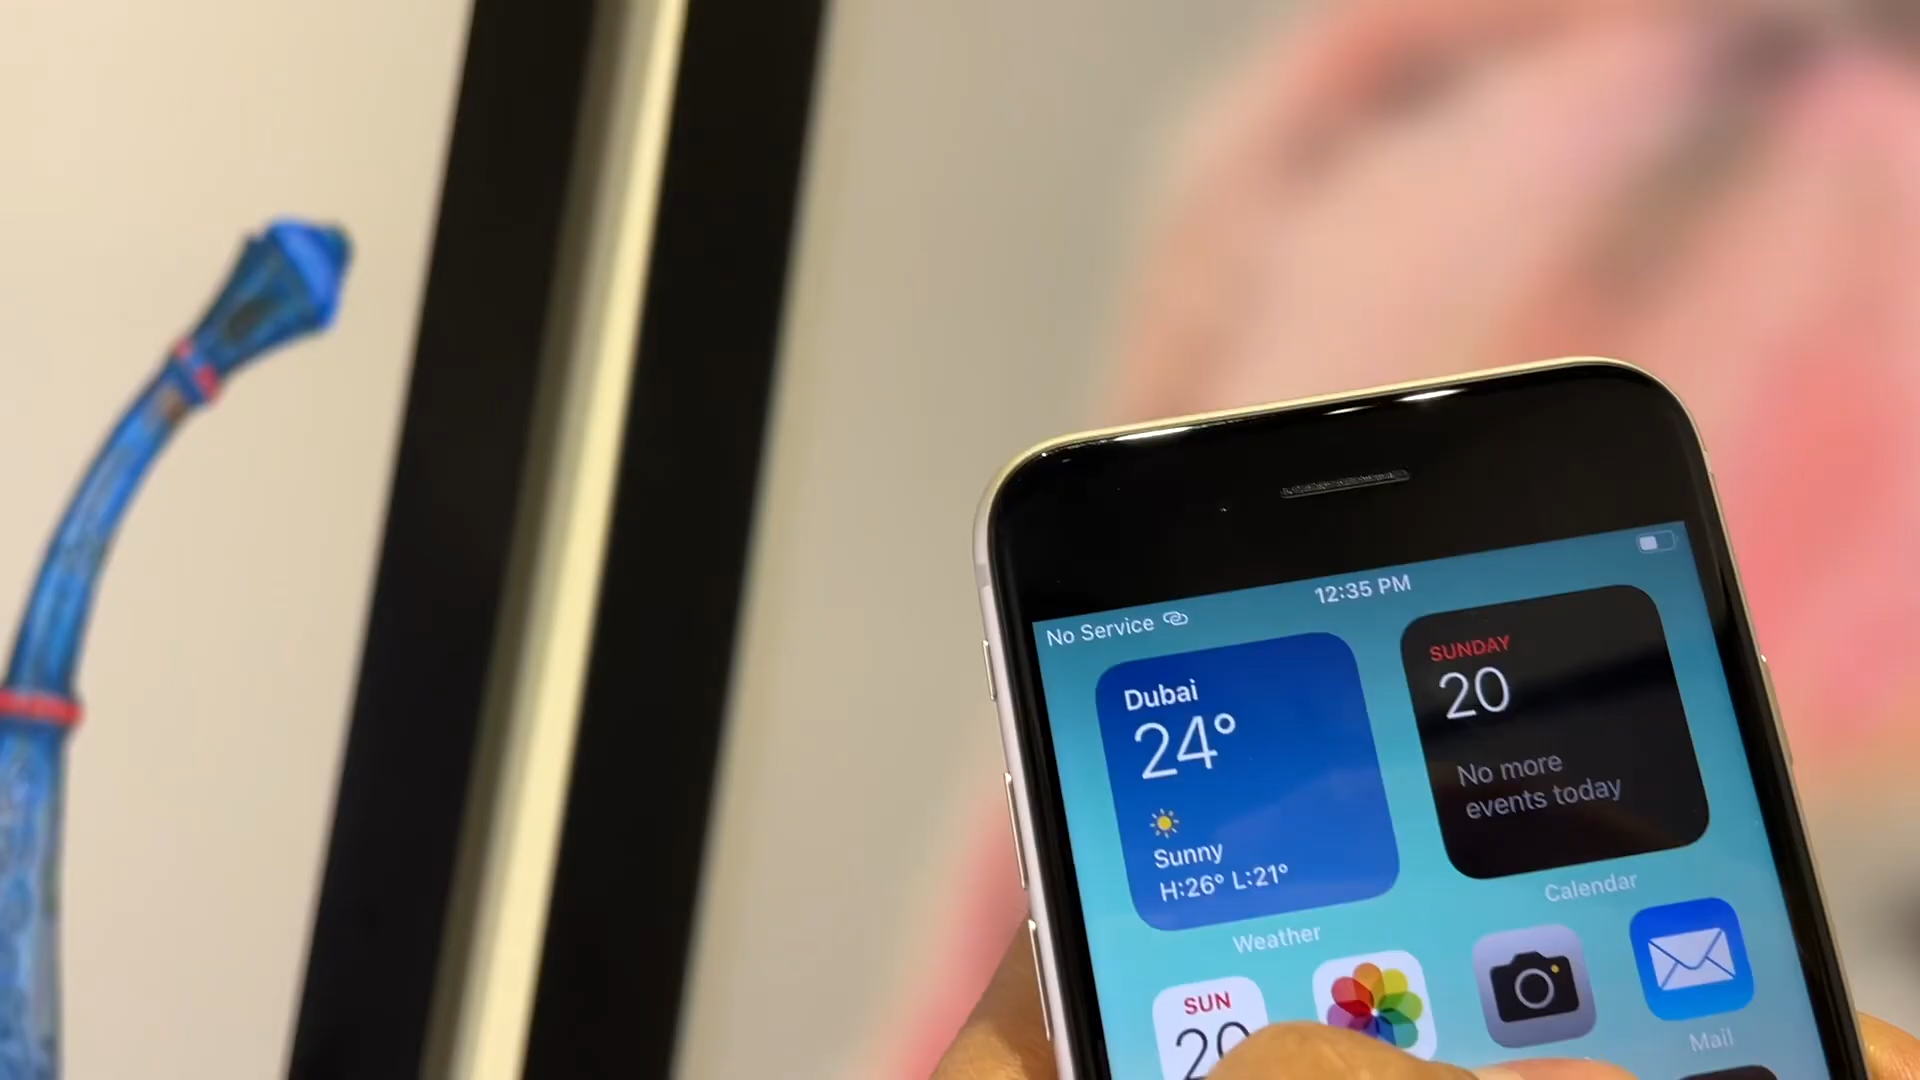 No Service
12:35 PM
Dubai
24°
Sunny
H:26° L:21°
Weather
SUNDAY
20
No more
events today
Calendar
SUN
20
Mail